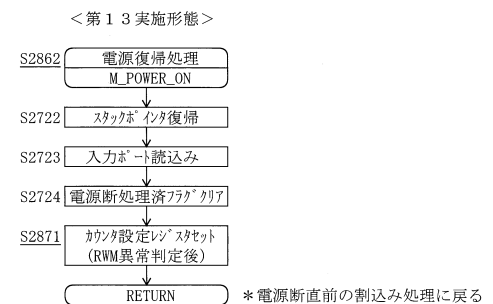 ＜第１３実施形態＞
S2862 電源復帰処理
M_POWER_ON
S2722 ｽﾀｯｸﾎﾟｲﾝﾀ復帰
S2723 入力ﾎﾟｰﾄ読込み
S2724 電源断処理済ﾌﾗｸﾞｸﾘｱ
S2871 ｶｳﾝﾀ設定ﾚｼﾞｽﾀｾｯﾄ
(RWM異常判定後)
RETURN ＊電源断直前の割込み処理に戻る